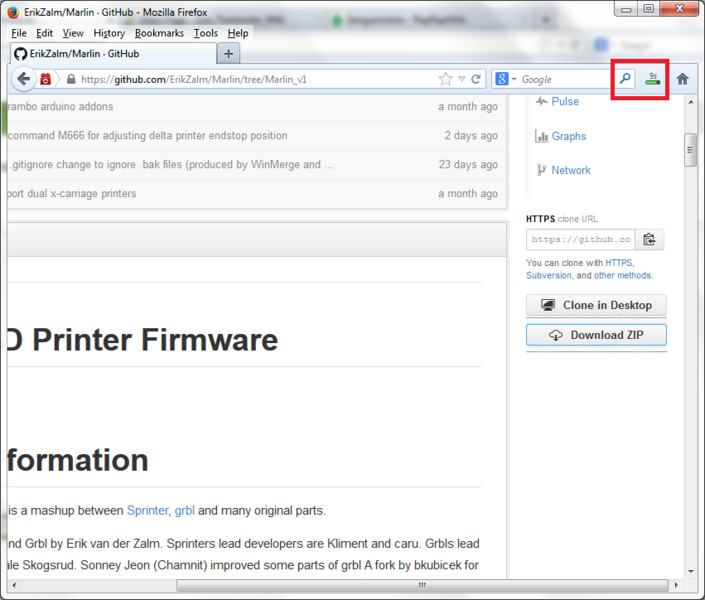 ErikZalm/Marlin - GitHub - Mozilla Firefox
File Edit View History Bookmarks Tools Help
ErikZalm/Marlin · GitHub
https://github.com/ErikZalm/Marlin/tree/Marlin_v1
Google
9s
rambo arduino addons a month ago
command M666 for adjusting delta printer endstop position 2 days ago
.gitignore change to ignore .bak files (produced by WinMerge and ... 23 days ago
port dual x-carriage printers a month ago
Pulse
Graphs
Network
HTTPS clone URL
https://github.co
You can clone with HTTPS,
Subversion, and other methods.
Clone in Desktop
Download ZIP
D Printer Firmware
formation
is a mashup between Sprinter, grbl and many original parts.
nd Grbl by Erik van der Zalm. Sprinters lead developers are Kliment and caru. Grbls lead
ale Skogsrud. Sonney Jeon (Chamnit) improved some parts of grbl A fork by bkubicek for